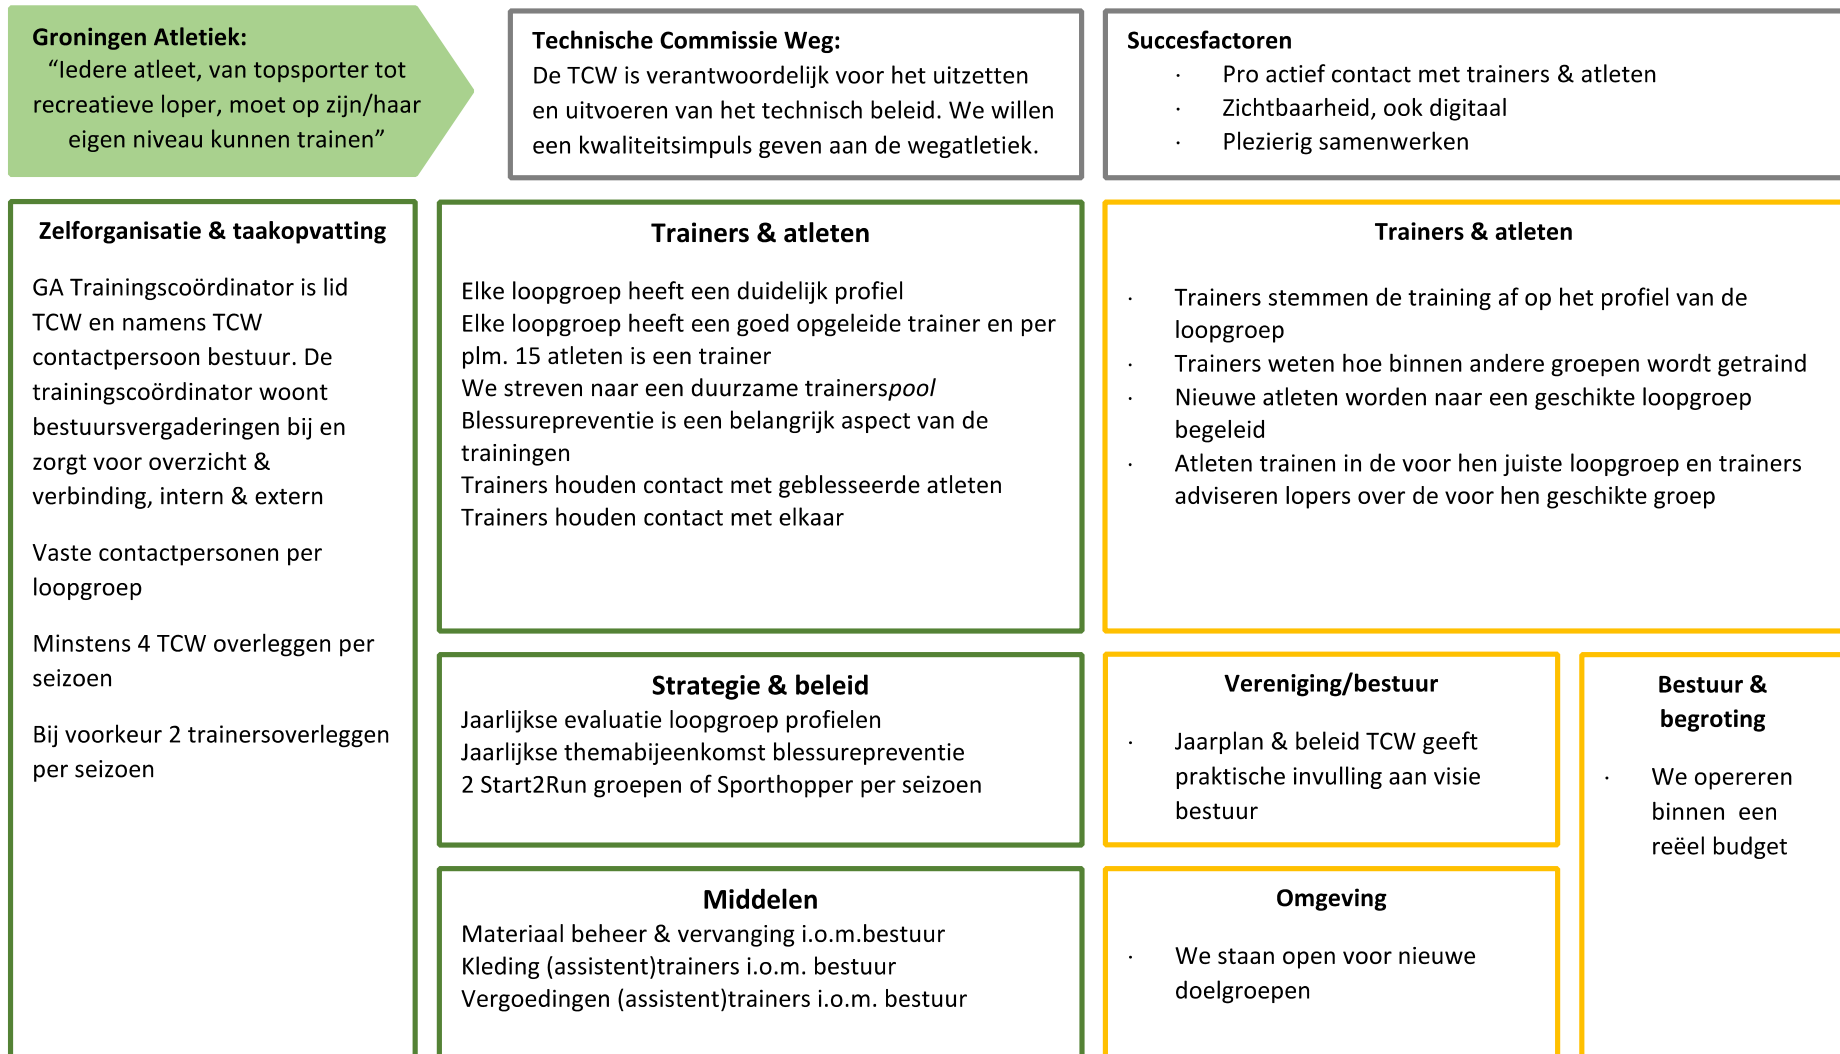 Groningen Atletiek:
“Iedere atleet, van topsporter tot
recreatieve loper, moet op zijn/haar
eigen niveau kunnen trainen”
Technische Commissie Weg:
De TCW is verantwoordelijk voor het uitzetten
en uitvoeren van het technisch beleid. We willen
een kwaliteitsimpuls geven aan de wegatletiek.
Succesfactoren
· Pro actief contact met trainers & atleten
· Zichtbaarheid, ook digitaal
· Plezierig samenwerken
Zelforganisatie & taakopvatting
GA Trainingscoördinator is lid
TCW en namens TCW
contactpersoon bestuur. De
trainingscoördinator woont
bestuursvergaderingen bij en
zorgt voor overzicht &
verbinding, intern & extern
Vaste contactpersonen per
loopgroep
Minstens 4 TCW overleggen per
seizoen
Bij voorkeur 2 trainersoverleggen
per seizoen
Trainers & atleten
Elke loopgroep heeft een duidelijk profiel
Elke loopgroep heeft een goed opgeleide trainer en per
plm. 15 atleten is een trainer
We streven naar een duurzame trainerspool
Blessurepreventie is een belangrijk aspect van de
trainingen
Trainers houden contact met geblesseerde atleten
Trainers houden contact met elkaar
Trainers & atleten
· Trainers stemmen de training af op het profiel van de
loopgroep
· Trainers weten hoe binnen andere groepen wordt getraind
· Nieuwe atleten worden naar een geschikte loopgroep
begeleid
· Atleten trainen in de voor hen juiste loopgroep en trainers
adviseren lopers over de voor hen geschikte groep
Strategie & beleid
Jaarlijkse evaluatie loopgroep profielen
Jaarlijkse themabijeenkomst blessurepreventie
2 Start2Run groepen of Sporthopper per seizoen
Vereniging/bestuur
· Jaarplan & beleid TCW geeft
praktische invulling aan visie
bestuur
Bestuur &
begroting
· We opereren
binnen  een
reëel budget
Middelen
Materiaal beheer & vervanging i.o.m.bestuur
Kleding (assistent)trainers i.o.m. bestuur
Vergoedingen (assistent)trainers i.o.m. bestuur
Omgeving
· We staan open voor nieuwe
doelgroepen